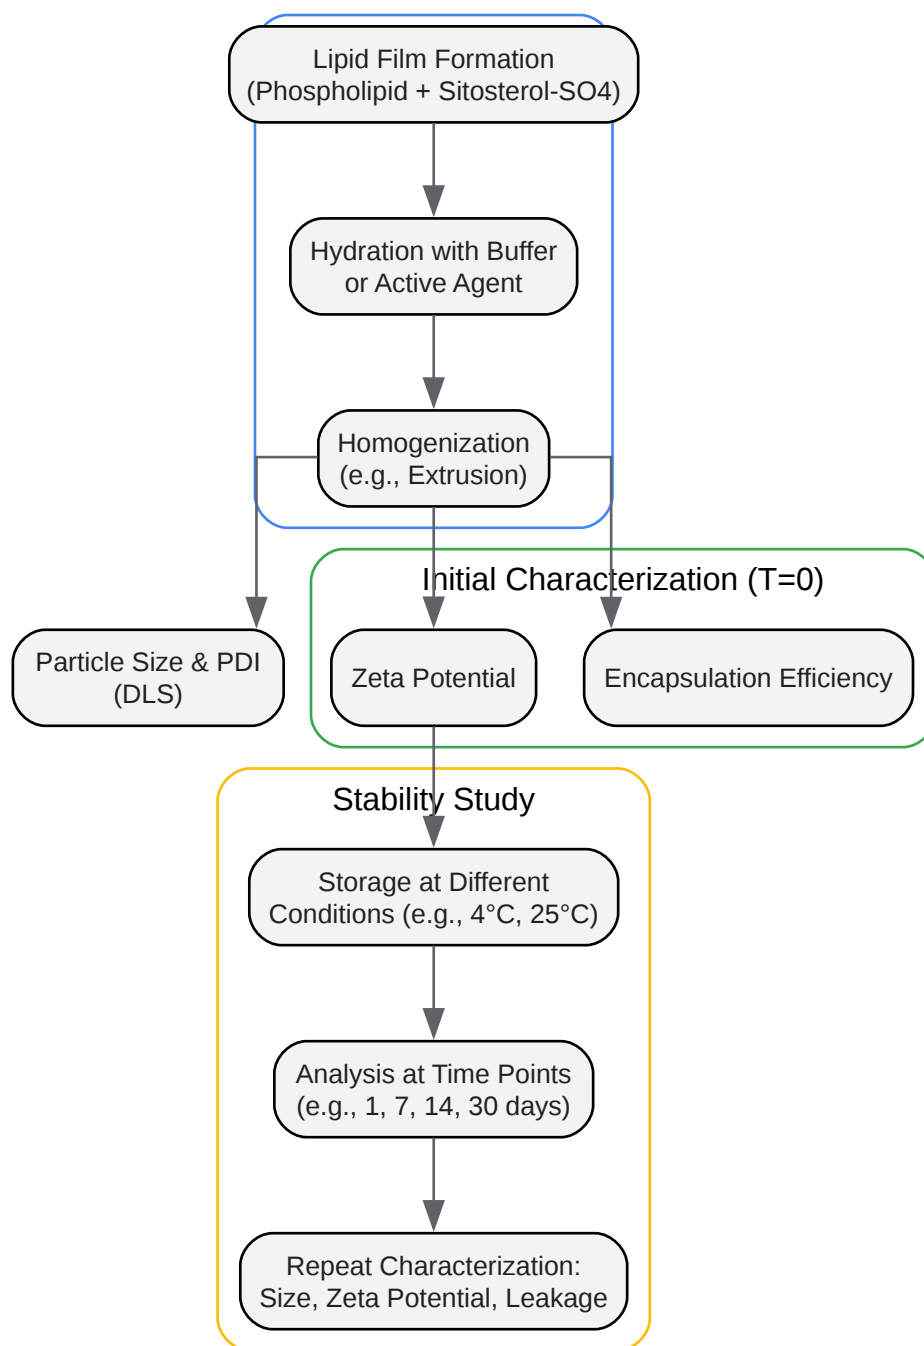 Lipid Film Formation
(Phospholipid + Sitosterol-SO4)
Hydration with Buffer
or Active Agent
Homogenization
(e.g., Extrusion)
Initial Characterization (T=0)
Particle Size & PDI
(DLS)
Zeta Potential
Encapsulation Efficiency
Stability Study
Storage at Different
Conditions (e.g., 4°C, 25°C)
Analysis at Time Points
(e.g., 1, 7, 14, 30 days)
Repeat Characterization:
Size, Zeta Potential, Leakage